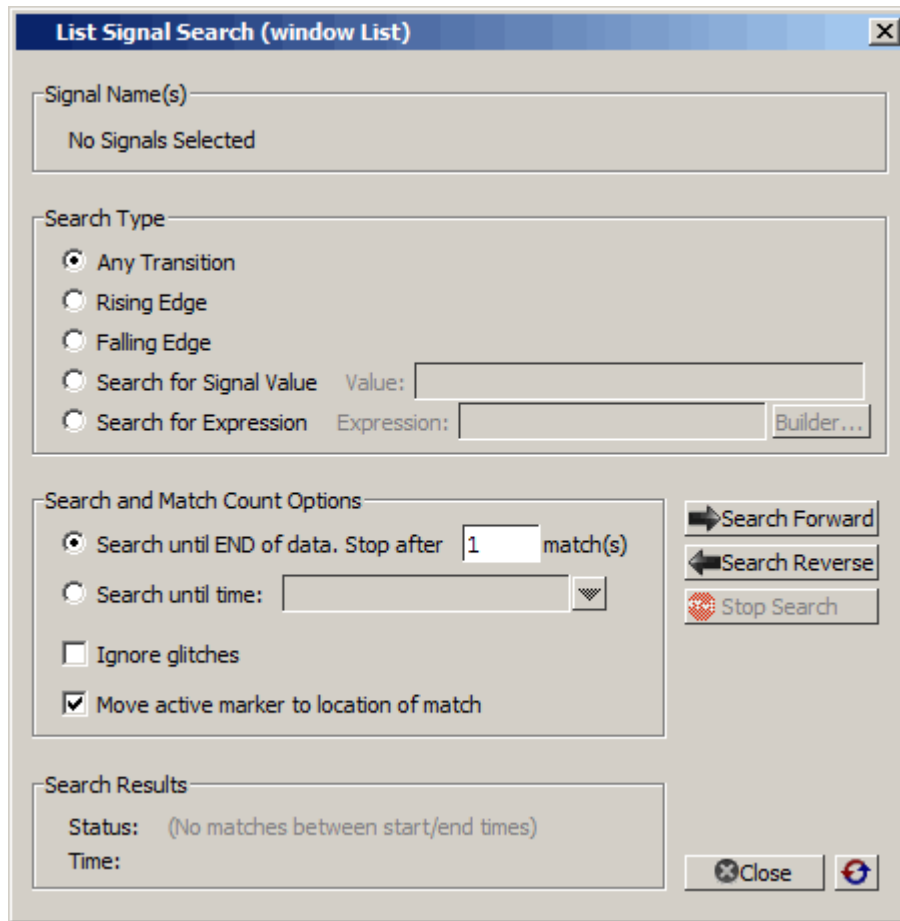 List Signal Search (window List)
Signal Name(s)
No Signals Selected
Search Type
Any Transition
Rising Edge
Falling Edge
Search for Signal Value Value:
Search for Expression Expression: Builder...
Search and Match Count Options
Search until END of data. Stop after 1 match(s)
Search until time:
Ignore glitches
Move active marker to location of match
Search Forward
Search Reverse
Stop Search
Search Results
Status: (No matches between start/end times)
Time:
Close